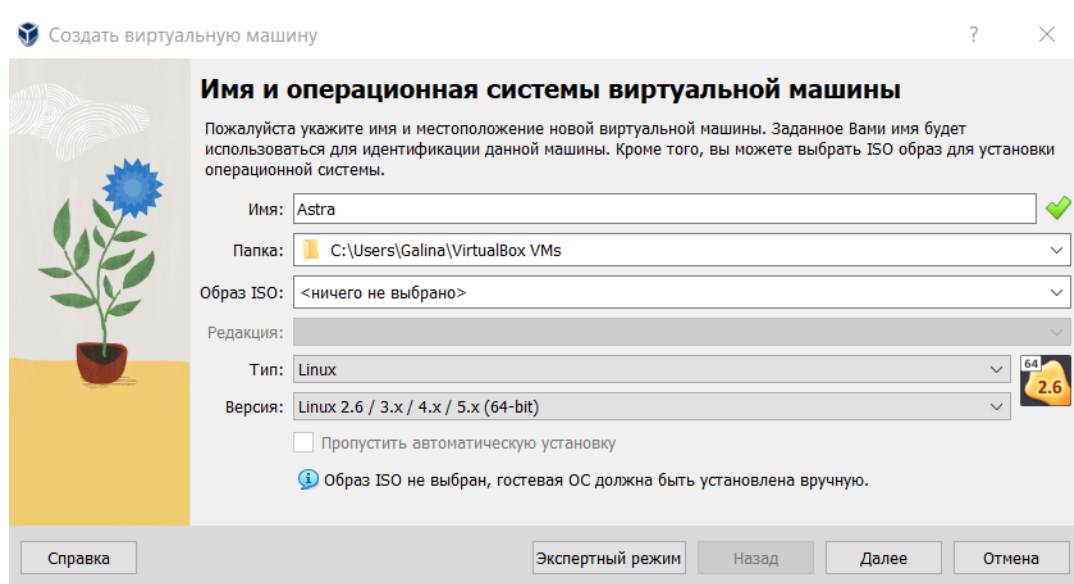 Создать виртуальную машину
?
Имя и операционная системы виртуальной машины
Пожалуйста укажите имя и местоположение новой виртуальной машины. Заданное Вами имя будет
использоваться для идентификации данной машины. Кроме того, вы можете выбрать ISO образ для установки
операционной системы.
Имя: Astra
Папка: C:\Users\Galina\VirtualBox VMs
Образ ISO: <ничего не выбрано>
Редакция:
Тип: Linux
64
2.6
Версия: Linux 2.6 / 3.x / 4.x / 5.x (64-bit)
Пропустить автоматическую установку
Образ ISO не выбран, гостевая ОС должна быть установлена вручную.
Справка Экспертный режим Назад Далее Отмена